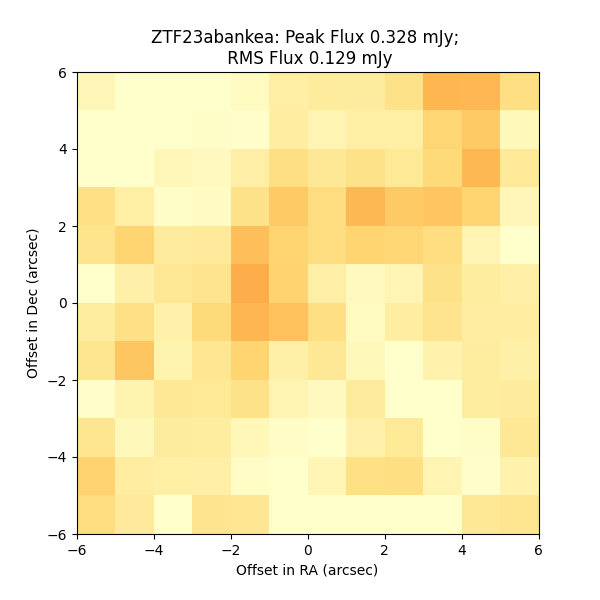 ZTF23abankea: Peak Flux 0.328 mJy;
RMS Flux 0.129 mJy
6
4
2
0
−2
−4
−6
Offset in Dec (arcsec)
−6 −4 −2 0 2 4 6
Offset in RA (arcsec)